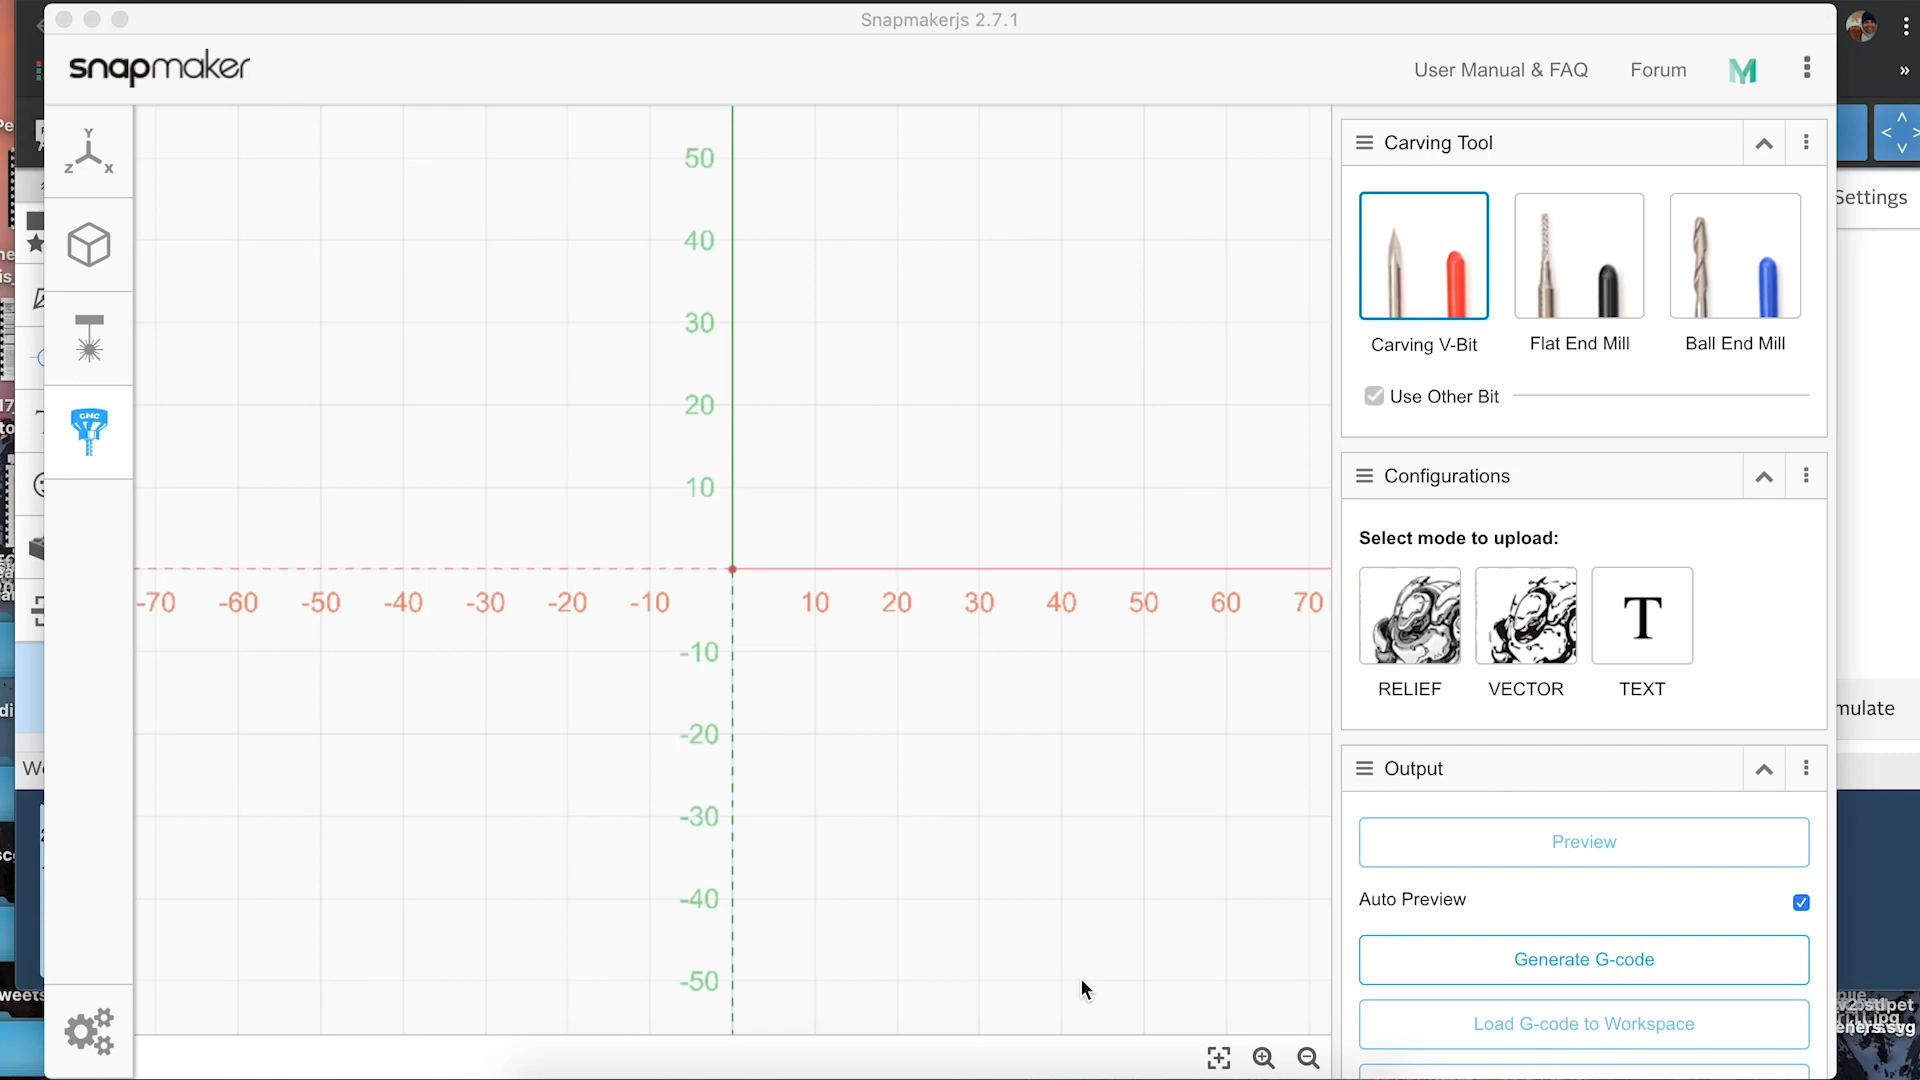 Snapmakerjs 2.7.1
snapmaker
User Manual & FAQ
Forum
Carving Tool
Carving V-Bit
Flat End Mill
Ball End Mill
Use Other Bit
Configurations
Select mode to upload:
T
RELIEF
VECTOR
TEXT
Output
Preview
Auto Preview
Generate G-code
Load G-code to Workspace
Y
Z
X
CNC
50
40
30
20
10
-70 -60 -50 -40 -30 -20 -10 10 20 30 40 50 60 70
-10
-20
-30
-40
-50
Settings
mulate